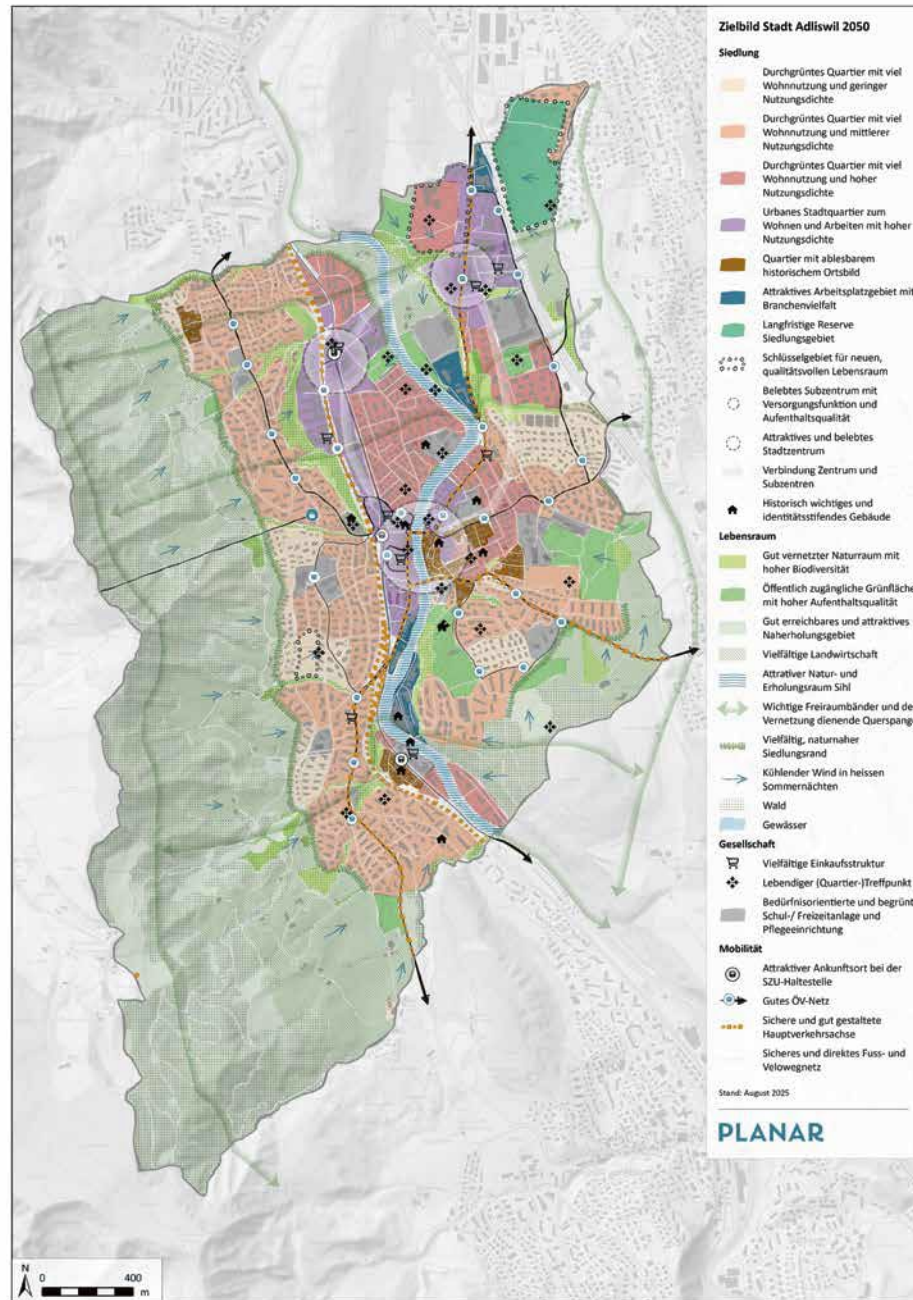 Zielbild Stadt Adliswil 2050
Siedlung
Durchgrüntes Quartier mit viel
Wohnnutzung und geringer
Nutzungsdichte
Durchgrüntes Quartier mit viel
Wohnnutzung und mittlerer
Nutzungsdichte
Durchgrüntes Quartier mit viel
Wohnnutzung und hoher
Nutzungsdichte
Urbanes Stadtquartier zum
Wohnen und Arbeiten mit hoher
Nutzungsdichte
Quartier mit ablesbarem
historischem Ortsbild
Attraktives Arbeitsplatzgebiet mit
Branchenvielfalt
Langfristige Reserve
Siedlungsgebiet
Schlüsselgebiet für neuen,
qualitätsvollen Lebensraum
Belebtes Subzentrum mit
Versorgungsfunktion und
Aufenthaltsqualität
Attraktives und belebtes
Stadtzentrum
Verbindung Zentrum und
Subzentren
Historisch wichtiges und
identitätsstifendes Gebäude
Lebensraum
Gut vernetzter Naturraum mit
hoher Biodiversität
Öffentlich zugängliche Grünfläche
mit hoher Aufenthaltsqualität
Gut erreichbares und attraktives
Naherholungsgebiet
Vielfältige Landwirtschaft
Attrativer Natur- und
Erholungsraum Sihl
Wichtige Freiraumbänder und de
Vernetzung dienende Querspang
Vielfältig, naturnaher
Siedlungsrand
Kühlender Wind in heissen
Sommernächten
Wald
Gewässer
Gesellschaft
Vielfältige Einkaufsstruktur
Lebendiger (Quartier-)Treffpunkt
Bedürfnisorientierte und begrünt
Schul-/ Freizeitanlage und
Pflegeeinrichtung
Mobilität
Attraktiver Ankunftsort bei der
SZU-Haltestelle
Gutes ÖV-Netz
Sichere und gut gestaltete
Hauptverkehrsachse
Sicheres und direktes Fuss- und
Velowegnetz
Stand: August 2025
PLANAR
N
0 400
m